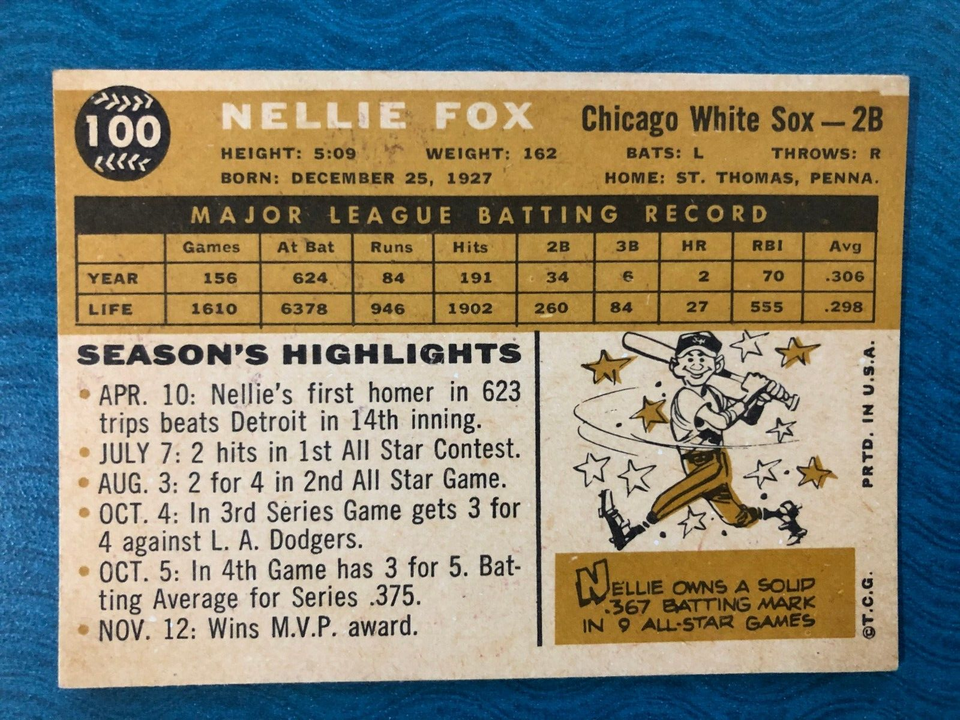 100
NELLIE FOX Chicago White Sox — 2B
HEIGHT: 5:09 WEIGHT: 162 BATS: L THROWS: R
BORN: DECEMBER 25, 1927 HOME: ST. THOMAS, PENNA.
MAJOR LEAGUE BATTING RECORD
Games At Bat Runs Hits 2B 3B HR RBI Avg
YEAR 156 624 84 191 34 6 2 70 .306
LIFE 1610 6378 946 1902 260 84 27 555 .298
SEASON'S HIGHLIGHTS
• APR. 10: Nellie's first homer in 623
trips beats Detroit in 14th inning.
• JULY 7: 2 hits in 1st All Star Contest.
• AUG. 3: 2 for 4 in 2nd All Star Game.
• OCT. 4: In 3rd Series Game gets 3 for
4 against L. A. Dodgers.
• OCT. 5: In 4th Game has 3 for 5. Bat-
ting Average for Series .375.
• NOV. 12: Wins M.V.P. award.
NELLIE OWNS A SOLID
.367 BATTING MARK
IN 9 ALL-STAR GAMES
©T.C.G. PRTD. IN U.S.A.